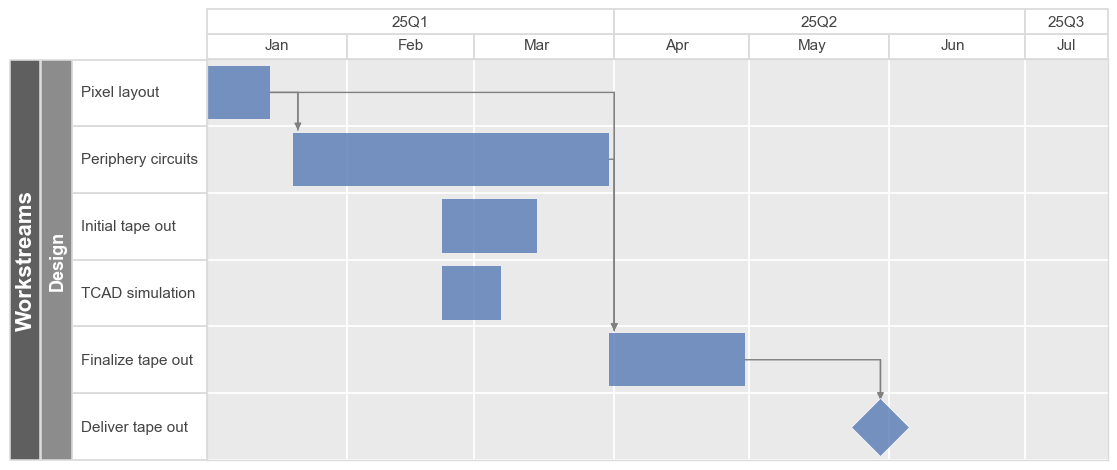 25Q1 25Q2 25Q3
Jan Feb Mar Apr May Jun Jul
Workstreams
Design
Pixel layout
Periphery circuits
Initial tape out
TCAD simulation
Finalize tape out
Deliver tape out